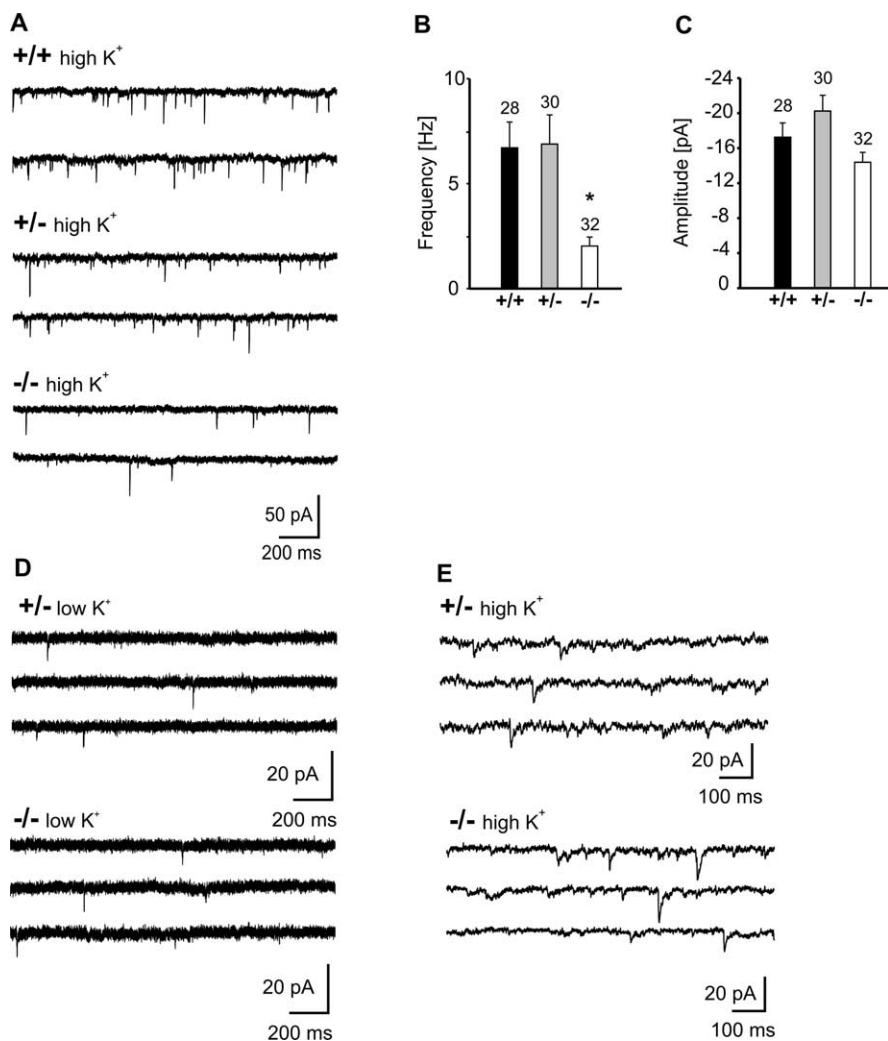 A
+/+ high K⁺
+/- high K⁺
-/- high K⁺
50 pA
200 ms
B
Frequency [Hz]
10
5
0
28
30
*
32
+/+ +/- -/-
C
Amplitude [pA]
-24
-20
-16
-12
-8
-4
0
28
30
32
+/+ +/- -/-
D
+/- low K⁺
20 pA
200 ms
-/- low K⁺
20 pA
200 ms
E
+/- high K⁺
20 pA
100 ms
-/- high K⁺
20 pA
100 ms